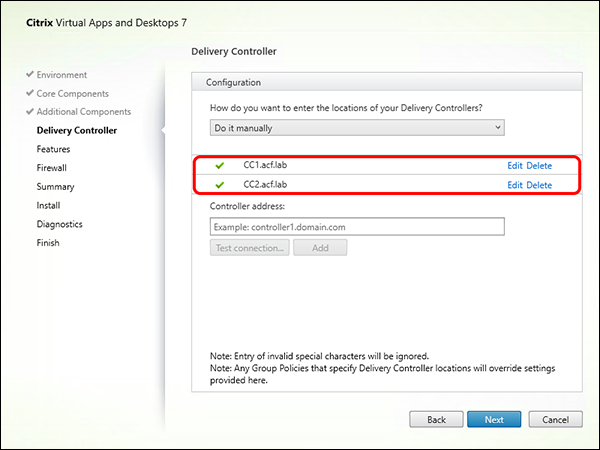 Citrix Virtual Apps and Desktops 7
Delivery Controller
Environment
Core Components
Additional Components
Delivery Controller
Features
Firewall
Summary
Install
Diagnostics
Finish
Configuration
How do you want to enter the locations of your Delivery Controllers?
Do it manually
CC1.acf.lab Edit Delete
CC2.acf.lab Edit Delete
Controller address:
Example: controller1.domain.com
Test connection... Add
Note: Entry of invalid special characters will be ignored.
Note: Any Group Policies that specify Delivery Controller locations will override settings
provided here.
Back Next Cancel